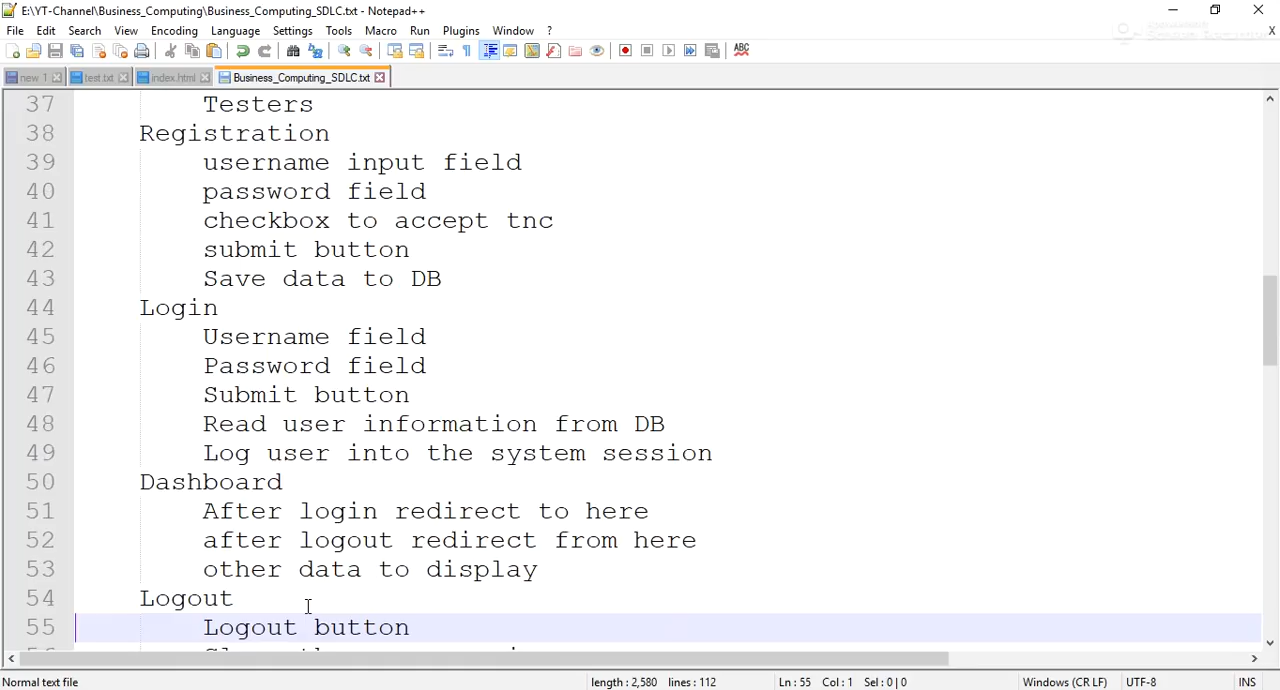 E:\YT-Channel\Business_Computing\Business_Computing_SDLC.txt - Notepad++
File Edit Search View Encoding Language Settings Tools Macro Run Plugins Window ? X
new 1 test.txt index.html Business_Computing_SDLC.txt
37 Testers
38 Registration
39 username input field
40 password field
41 checkbox to accept tnc
42 submit button
43 Save data to DB
44 Login
45 Username field
46 Password field
47 Submit button
48 Read user information from DB
49 Log user into the system session
50 Dashboard
51 After login redirect to here
52 after logout redirect from here
53 other data to display
54 Logout
55 Logout button
Normal text file length : 2,580 lines : 112 Ln : 55 Col : 1 Sel : 0 | 0 Windows (CR LF) UTF-8 INS